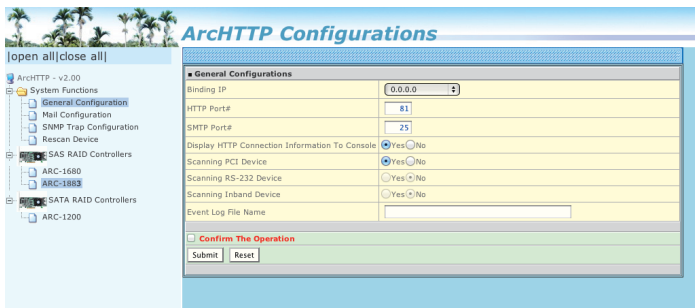 ArcHTTP Configurations
|open all|close all|
ArcHTTP - v2.00
System Functions
General Configuration
Mail Configuration
SNMP Trap Configuration
Rescan Device
SAS RAID Controllers
ARC-1680
ARC-1883
SATA RAID Controllers
ARC-1200
General Configurations
Binding IP 0.0.0.0
HTTP Port# 81
SMTP Port# 25
Display HTTP Connection Information To Console Yes No
Scanning PCI Device Yes No
Scanning RS-232 Device Yes No
Scanning Inband Device Yes No
Event Log File Name
Confirm The Operation
Submit Reset